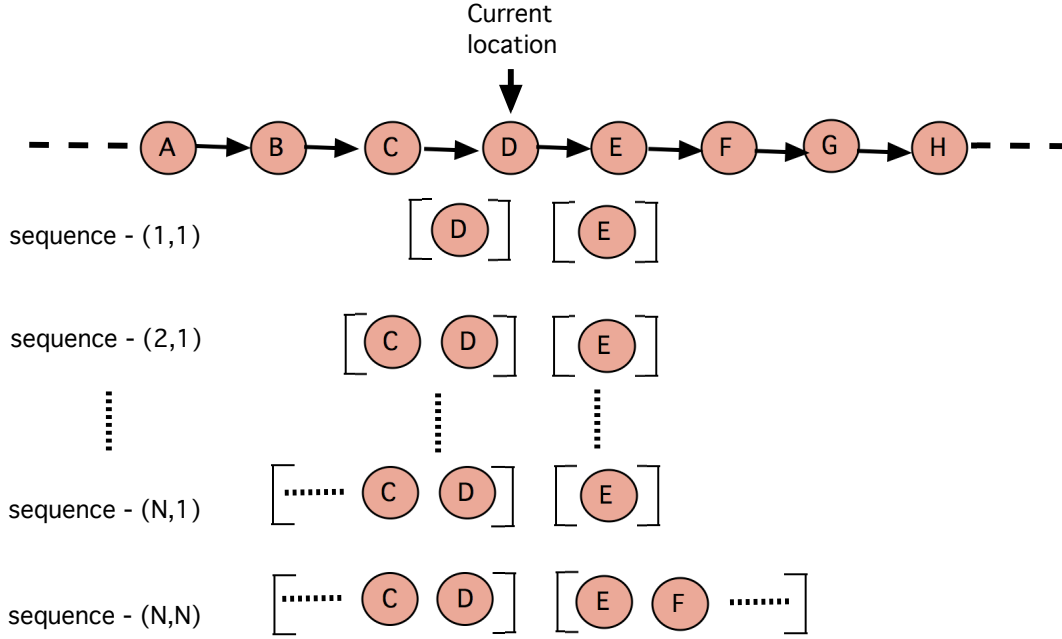 Current
location
A B C D E F G H
sequence - (1,1) [D] [E]
sequence - (2,1) [C D] [E]
sequence - (N,1) [C D] [E]
sequence - (N,N) [C D] [E F]